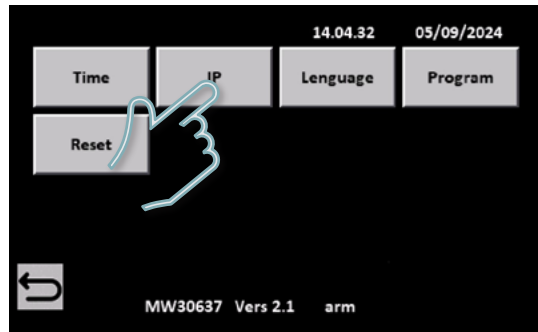 14.04.32 05/09/2024
Time IP Lenguage Program
Reset
MW30637 Vers 2.1 arm